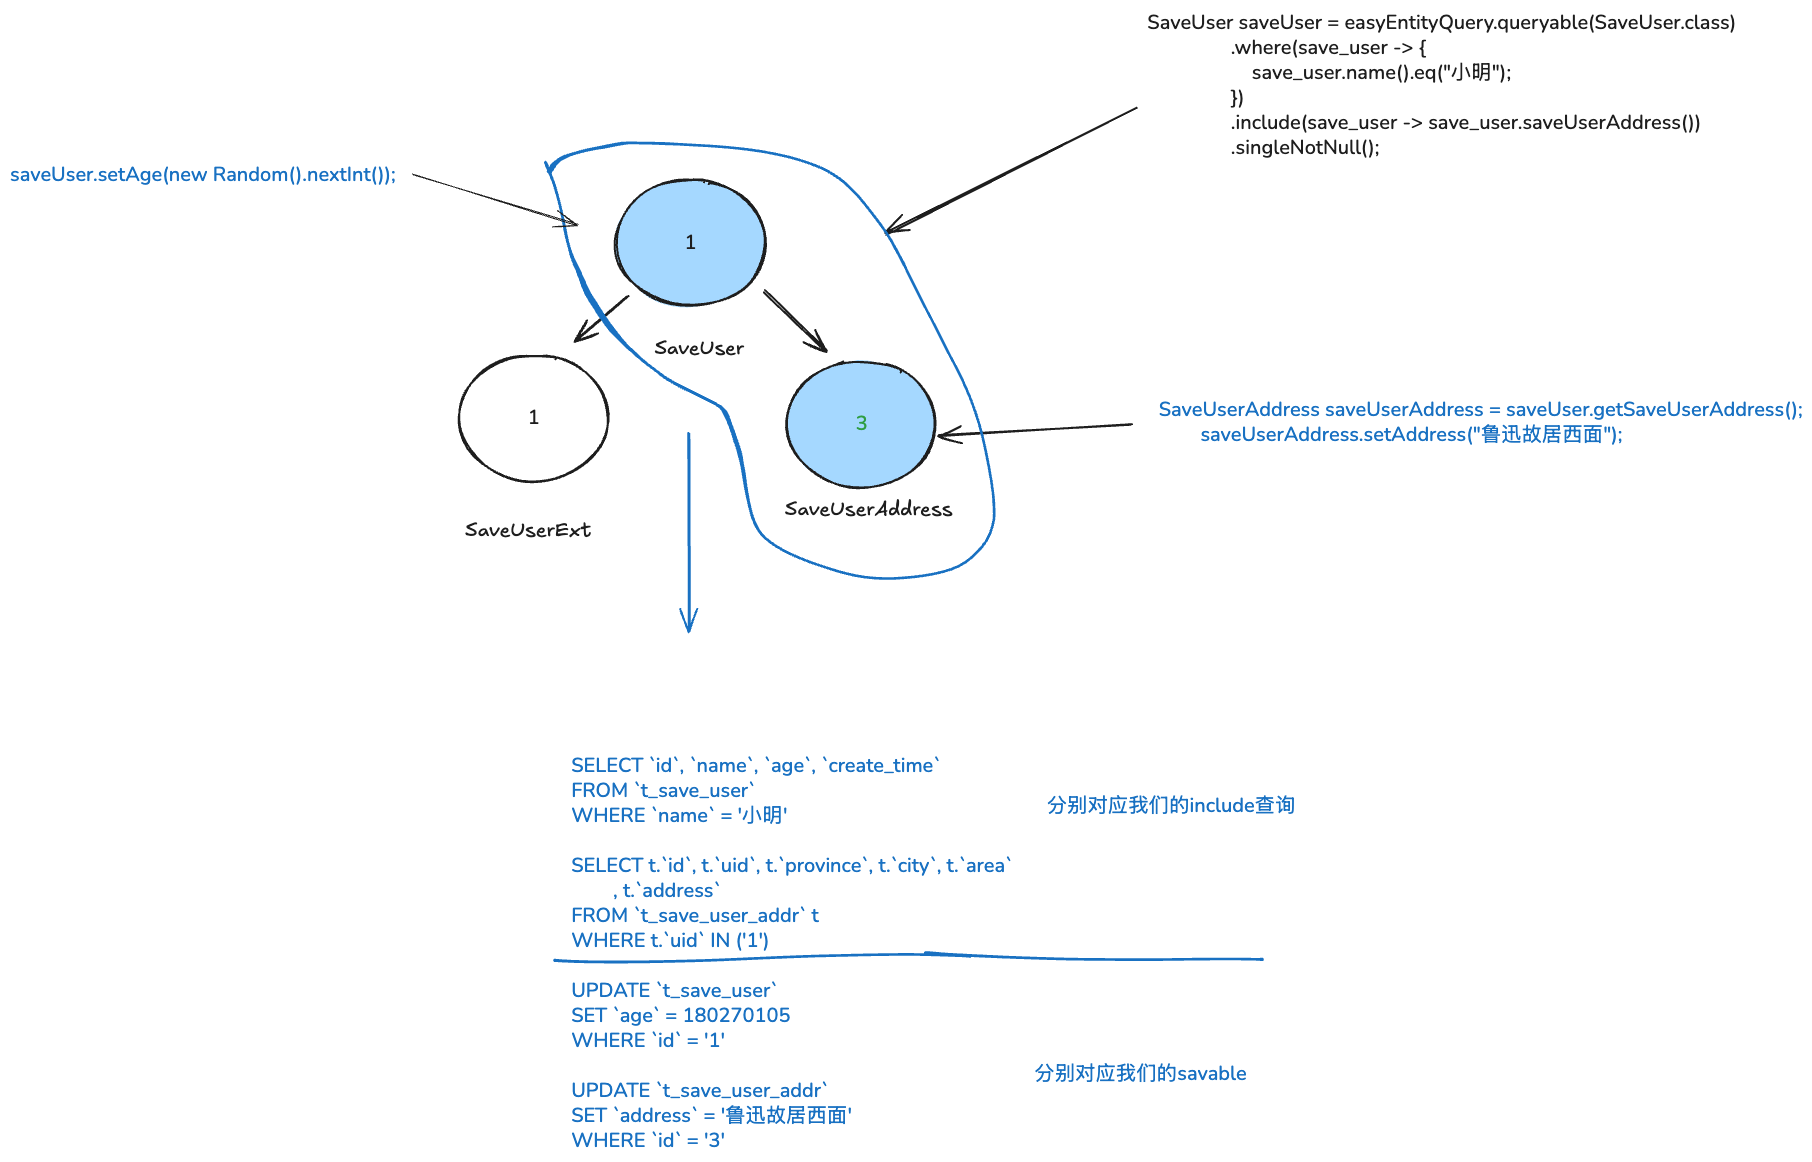 SaveUser saveUser = easyEntityQuery.queryable(SaveUser.class)
.where(save_user -> {
save_user.name().eq("小明");
})
.include(save_user -> save_user.saveUserAddress())
.singleNotNull();
saveUser.setAge(new Random().nextInt());
1
SaveUser
1
SaveUserExt
3
SaveUserAddress
SaveUserAddress saveUserAddress = saveUser.getSaveUserAddress();
saveUserAddress.setAddress("鲁迅故居西面");
SELECT `id`, `name`, `age`, `create_time`
FROM `t_save_user`
WHERE `name` = '小明'
分别对应我们的include查询
SELECT t.`id`, t.`uid`, t.`province`, t.`city`, t.`area`
, t.`address`
FROM `t_save_user_addr` t
WHERE t.`uid` IN ('1')
UPDATE `t_save_user`
SET `age` = 180270105
WHERE `id` = '1'
分别对应我们的savable
UPDATE `t_save_user_addr`
SET `address` = '鲁迅故居西面'
WHERE `id` = '3'